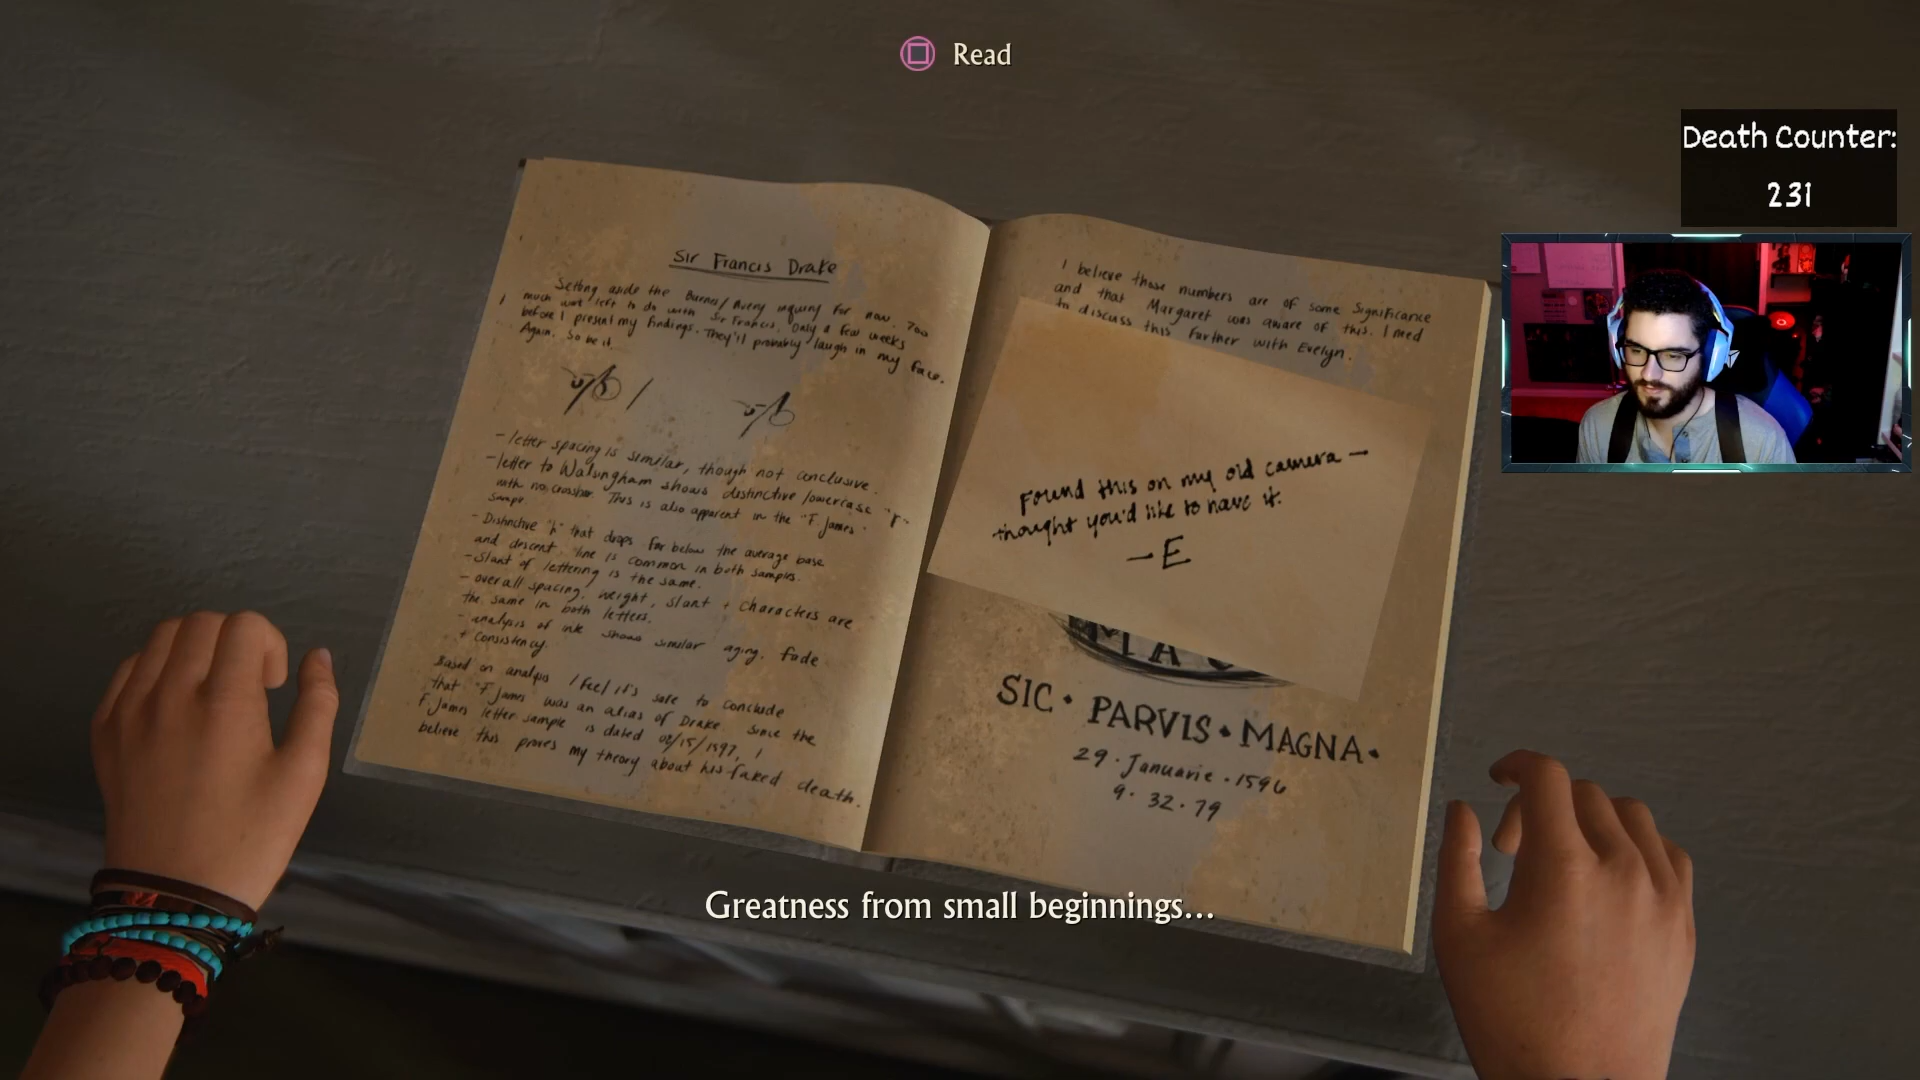 Read
Death Counter:
231
Sir Francis Drake
Setting aside the Burnes/Avery inquiry for now. Too
much work left to do with Sir Francis. Only a few weeks
before I present my findings. They'll probably laugh in my face.
Again. So be it.
- letter spacing is similar, though not conclusive.
- letter to Walsingham shows distinctive lowercase "r"
with no crossbar. This is also apparent in the "F. James"
sample.
- Distinctive "h" that drops far below the average base
and descent line is common in both samples.
- Slant of lettering is the same.
- overall spacing, weight, slant + characters are
the same in both letters.
- analysis of ink shows similar aging, fade
+ consistency.
Based on analysis I feel it's safe to conclude
that "F. James was an alias of Drake. Since the
F. James letter sample is dated 02/15/1597, I
believe this proves my theory about his faked death.
I believe those numbers are of some significance
and that Margaret was aware of this. I need
to discuss this further with Evelyn.
Found this on my old camera —
thought you'd like to have it.
— E
SIC • PARVIS • MAGNA •
29 • Januarie • 1596
9 • 32 • 79
Greatness from small beginnings...